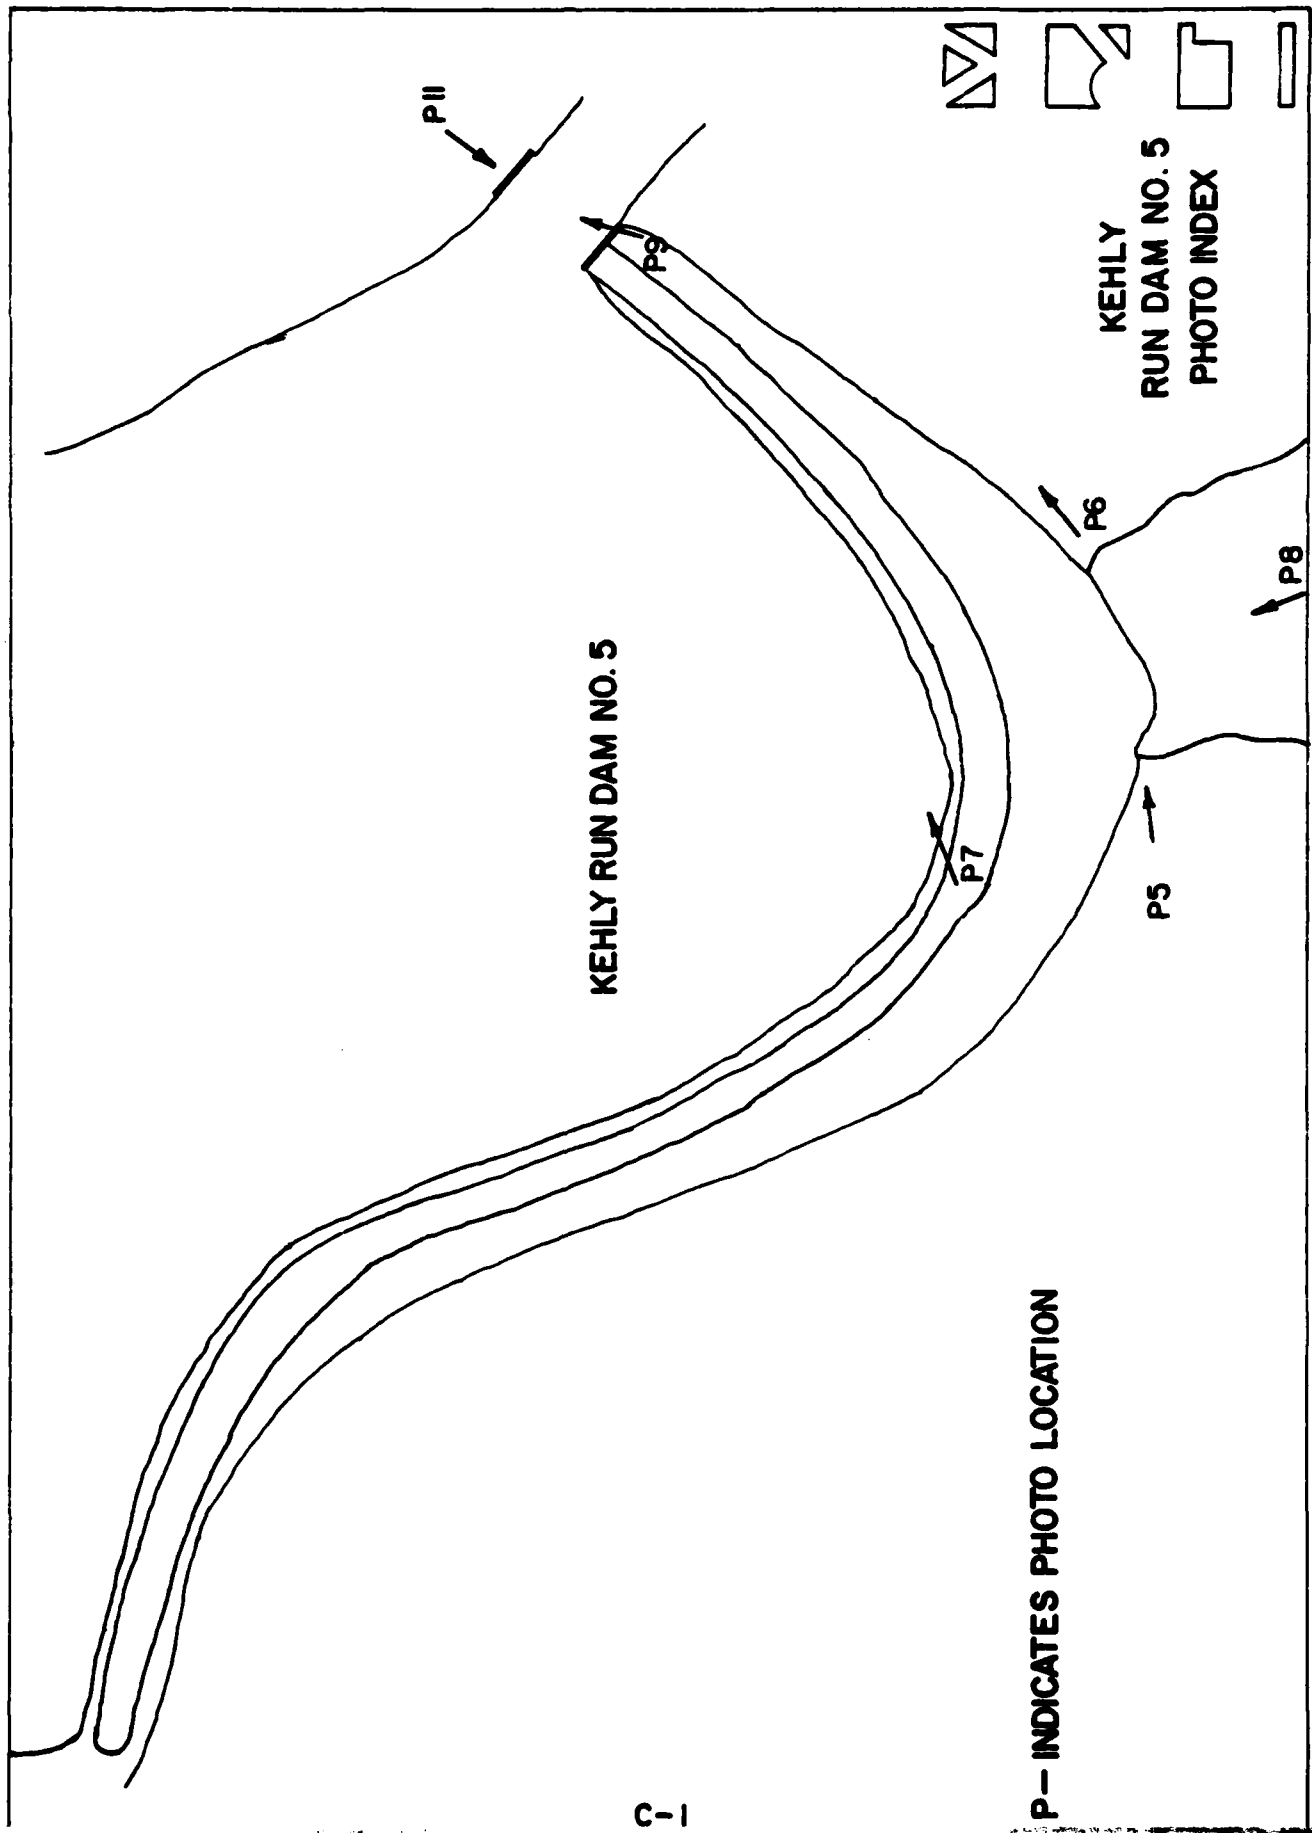 P11
P9
KEHLY RUN DAM NO. 5
P6
P8
P7
P5
KEHLY
RUN DAM NO. 5
PHOTO INDEX
P– INDICATES PHOTO LOCATION
C-1